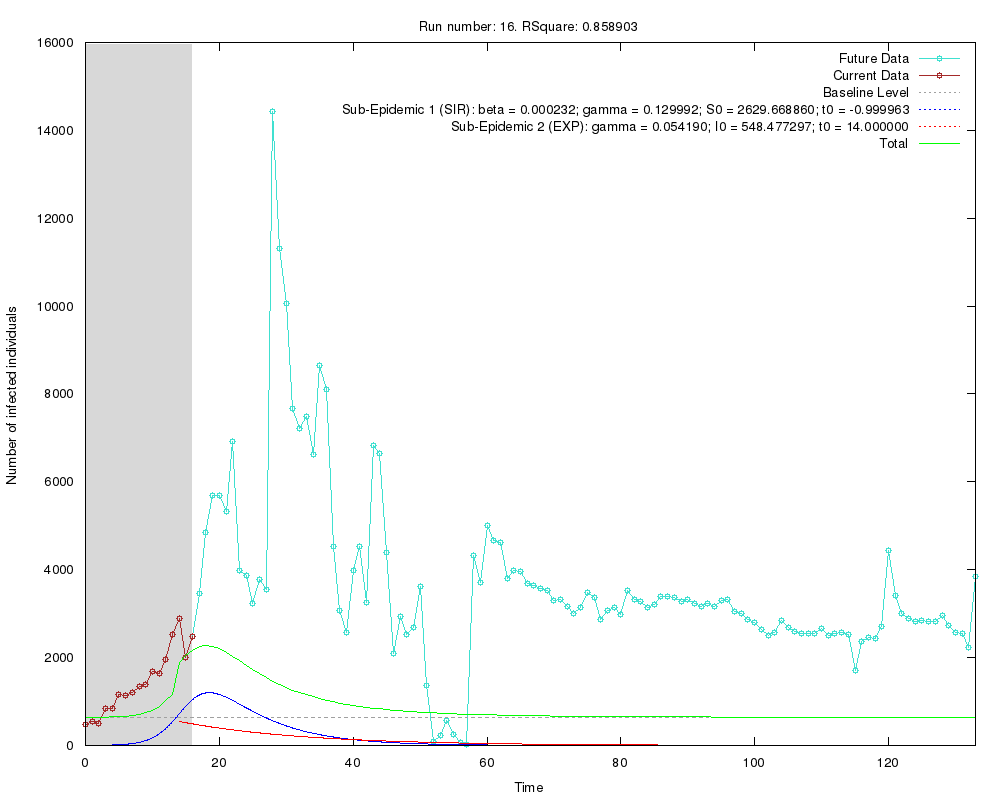 Run number: 16. RSquare: 0.858903
16000
14000
12000
10000
8000
6000
4000
2000
0
Number of infected individuals
Future Data
Current Data
Baseline Level
Sub-Epidemic 1 (SIR): beta = 0.000232; gamma = 0.129992; S0 = 2629.668860; t0 = -0.999963
Sub-Epidemic 2 (EXP): gamma = 0.054190; I0 = 548.477297; t0 = 14.000000
Total
0 20 40 60 80 100 120
Time